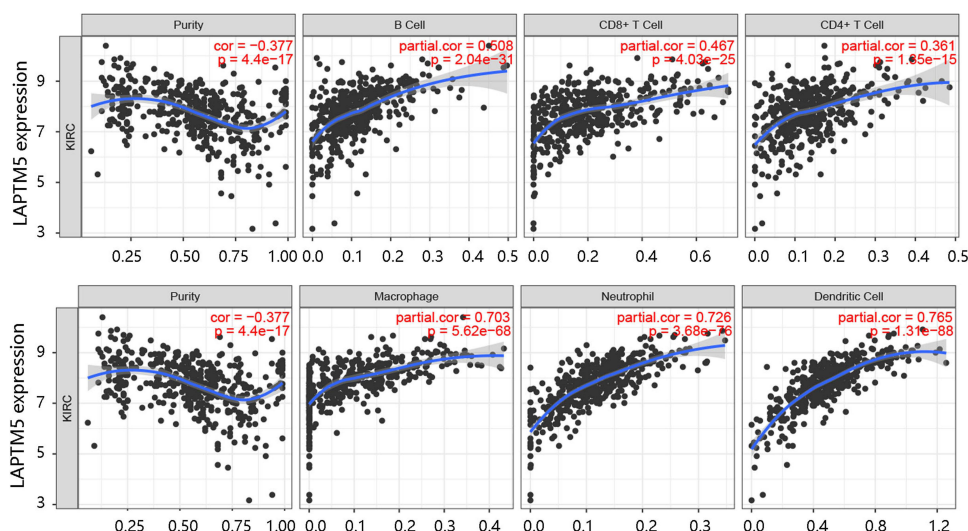 Purity
B Cell
CD8+ T Cell
CD4+ T Cell
cor = −0.377
p = 4.4e−17
partial.cor = 0.508
p = 2.04e−31
partial.cor = 0.467
p = 4.03e−25
partial.cor = 0.361
p = 1.35e−15
LAPTM5 expression
KIRC
9
7
5
3
0.25 0.50 0.75 1.00
0.0 0.1 0.2 0.3 0.4 0.5
0.0 0.2 0.4 0.6
0.0 0.1 0.2 0.3 0.4 0.5
Purity
Macrophage
Neutrophil
Dendritic Cell
cor = −0.377
p = 4.4e−17
partial.cor = 0.703
p = 5.62e−68
partial.cor = 0.726
p = 3.68e−76
partial.cor = 0.765
p = 1.31e−88
LAPTM5 expression
KIRC
9
7
5
3
0.25 0.50 0.75 1.00
0.0 0.1 0.2 0.3 0.4
0.0 0.1 0.2 0.3
0.0 0.4 0.8 1.2